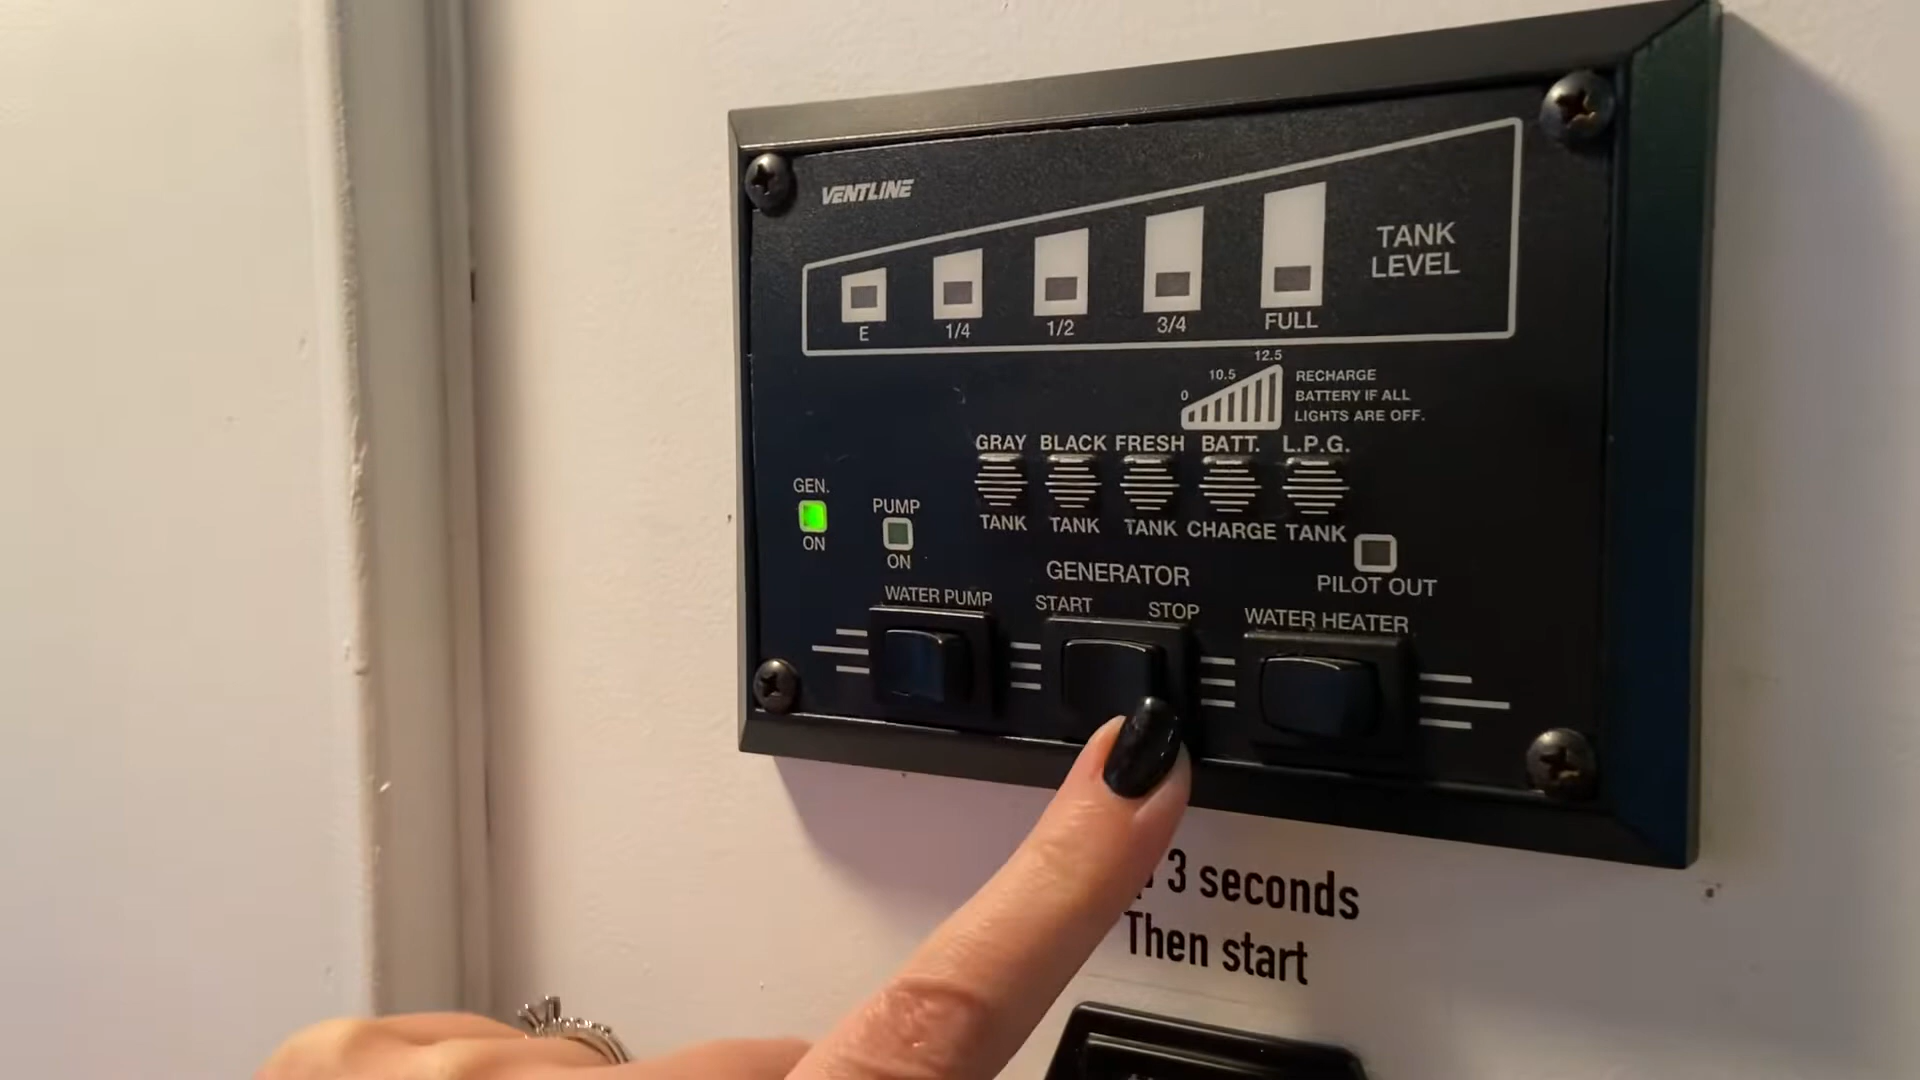 VENTLINE
TANK
LEVEL
E 1/4 1/2 3/4 FULL
12.5
10.5
0
RECHARGE
BATTERY IF ALL
LIGHTS ARE OFF.
GRAY BLACK FRESH BATT. L.P.G.
TANK TANK TANK CHARGE TANK
GEN.
ON
PUMP
ON
PILOT OUT
GENERATOR
START STOP
WATER PUMP
WATER HEATER
3 seconds
Then start